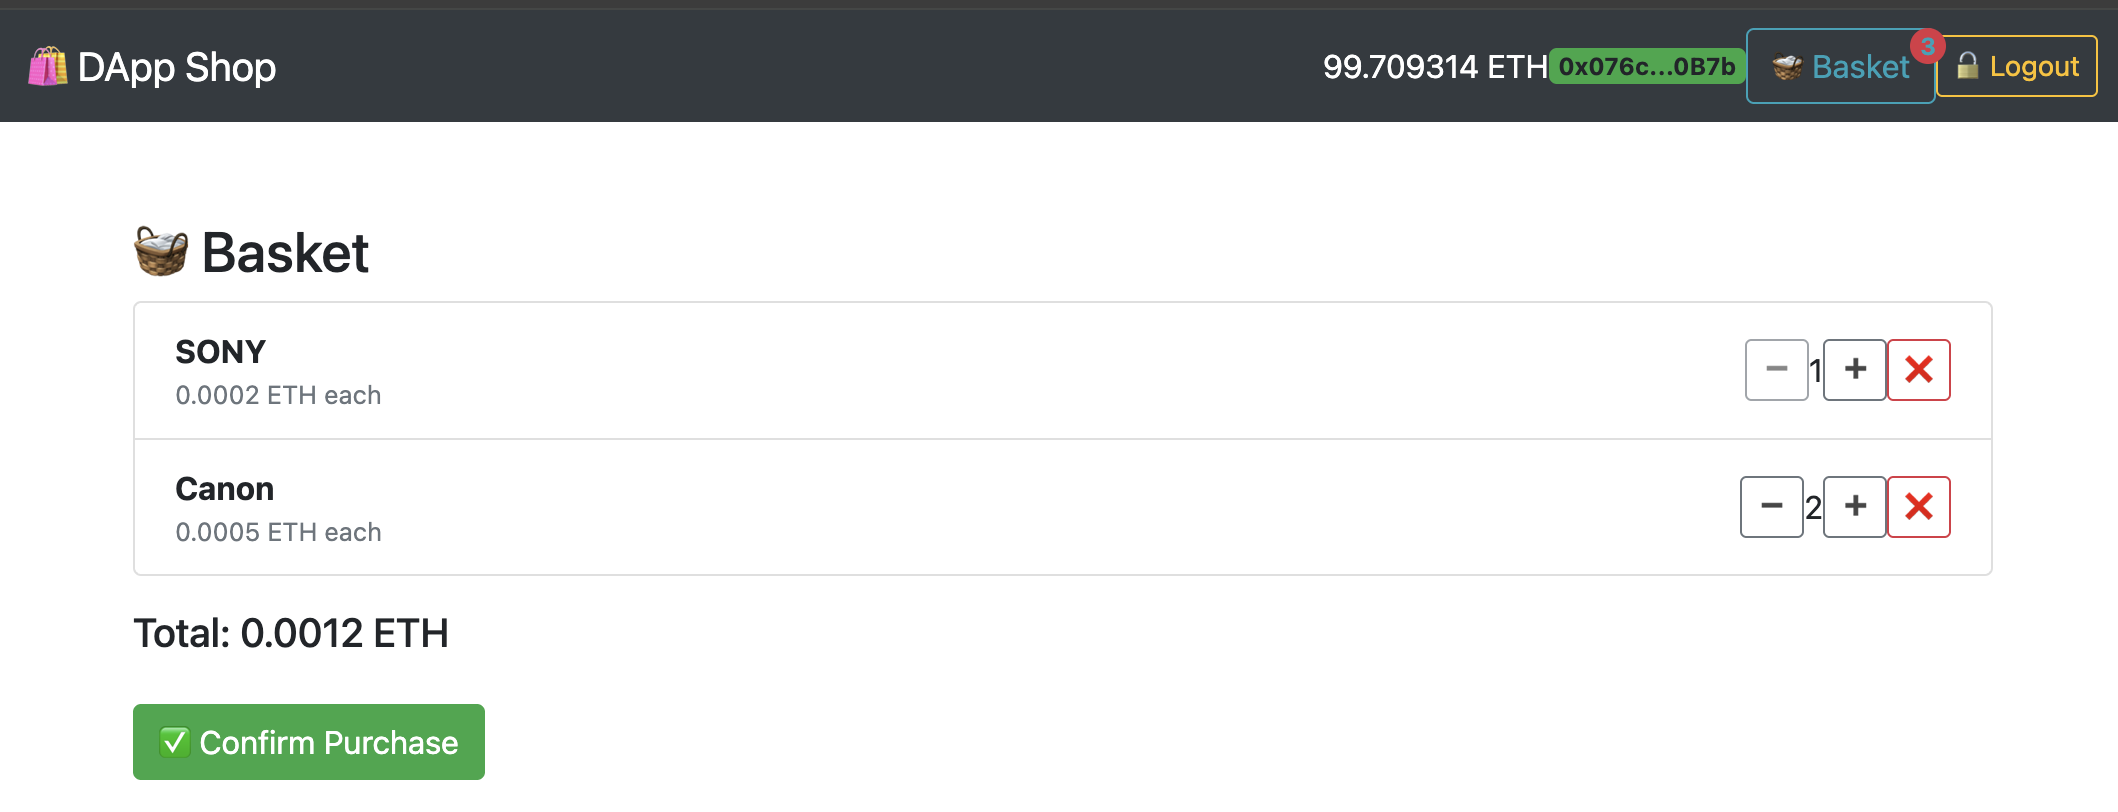 🛍️ DApp Shop 99.709314 ETH 0x076c...0B7b 🧺 Basket 3 🔓 Logout
🧺 Basket
SONY
0.0002 ETH each
− 1 + ❌
Canon
0.0005 ETH each
− 2 + ❌
Total: 0.0012 ETH
✅ Confirm Purchase